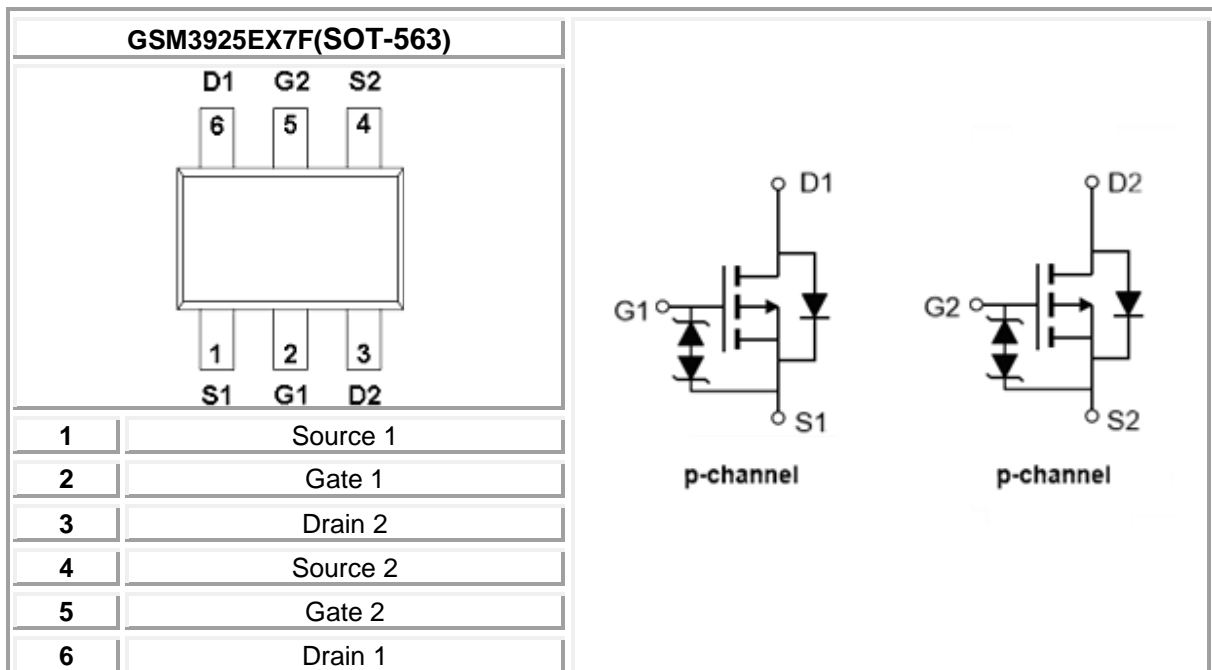 GSM3925EX7F(SOT-563)
D1 G2 S2
6 5 4
1 2 3
S1 G1 D2
1 Source 1
2 Gate 1
3 Drain 2
4 Source 2
5 Gate 2
6 Drain 1
D1 D2
G1 G2
S1 S2
p-channel p-channel